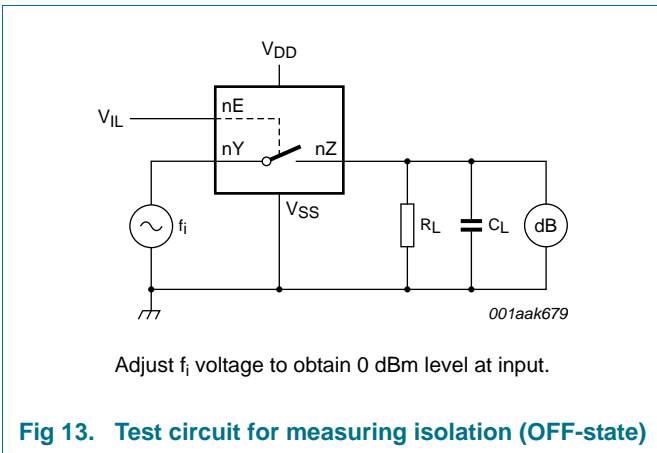 VDD
nE
VIL
nY
nZ
VSS
fi
RL
CL
dB
001aak679
Adjust fi voltage to obtain 0 dBm level at input.
Fig 13. Test circuit for measuring isolation (OFF-state)